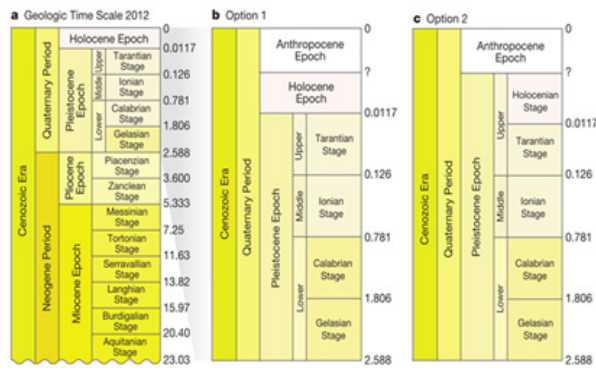 a Geologic Time Scale 2012
Cenozoic Era
Quaternary Period
Neogene Period
Holocene Epoch
Pleistocene
Epoch
Pliocene
Epoch
Miocene Epoch
Upper
Middle
Lower
Tarantian
Stage
Ionian
Stage
Calabrian
Stage
Gelasian
Stage
Piacenzian
Stage
Zanclean
Stage
Messinian
Stage
Tortonian
Stage
Serravallian
Stage
Langhian
Stage
Burdigalian
Stage
Aquitanian
Stage
0
0.0117
0.126
0.781
1.806
2.588
3.600
5.333
7.25
11.63
13.82
15.97
20.40
23.03
b Option 1
Cenozoic Era
Quaternary Period
Anthropocene
Epoch
Holocene
Epoch
Pleistocene Epoch
Upper
Middle
Lower
Tarantian
Stage
Ionian
Stage
Calabrian
Stage
Gelasian
Stage
0
?
0.0117
0.126
0.781
1.806
2.588
c Option 2
Cenozoic Era
Quaternary Period
Anthropocene
Epoch
Pleistocene Epoch
Upper
Middle
Lower
Holocenian
Stage
Tarantian
Stage
Ionian
Stage
Calabrian
Stage
Gelasian
Stage
0
?
0.0117
0.126
0.781
1.806
2.588